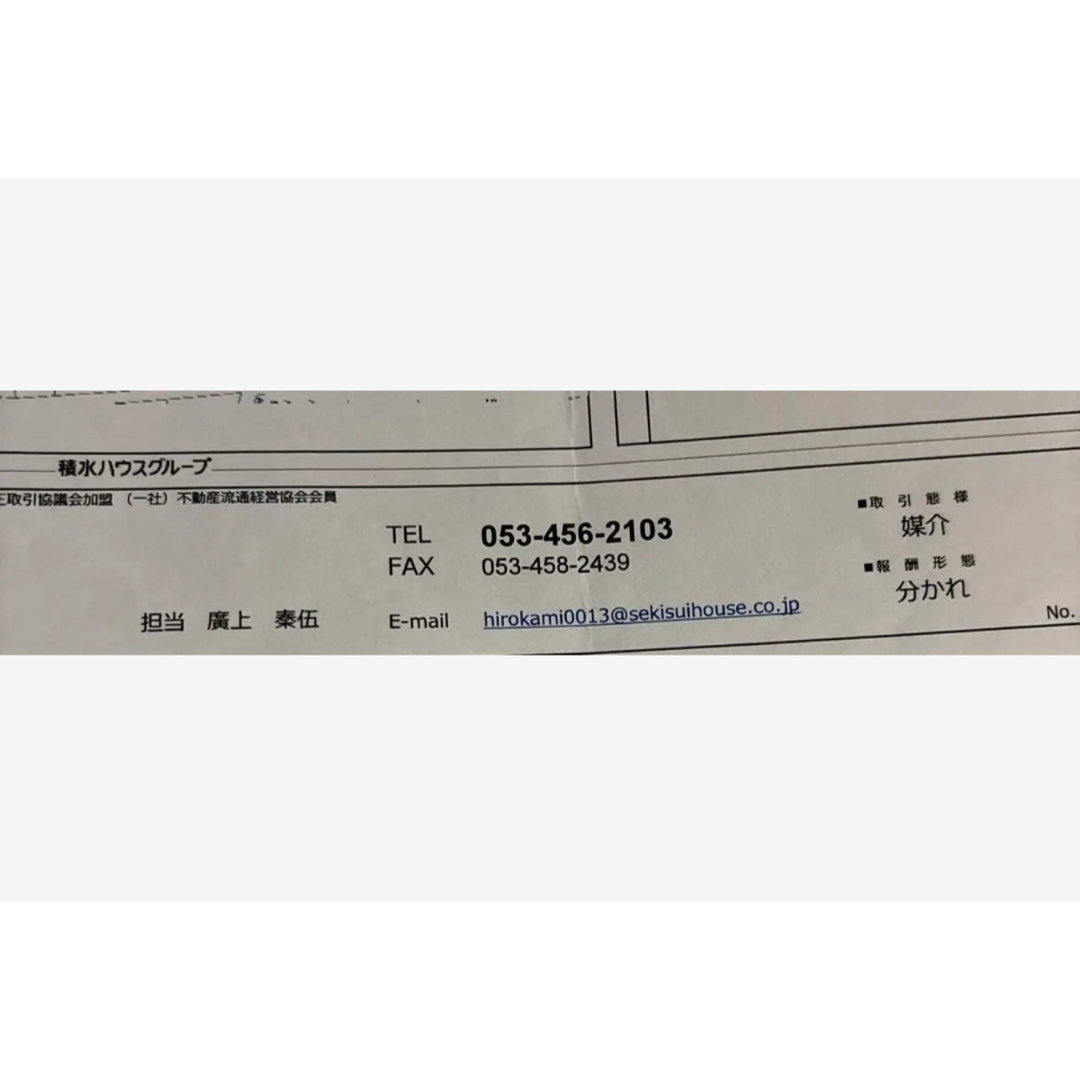 積水ハウスグループ
正取引協議会加盟 （一社）不動産流通経営協会会員
TEL 053-456-2103
FAX 053-458-2439
担当 廣上 秦伍 E-mail hirokami0013@sekisuihouse.co.jp
■取引態様
媒介
■報酬形態
分かれ
No.